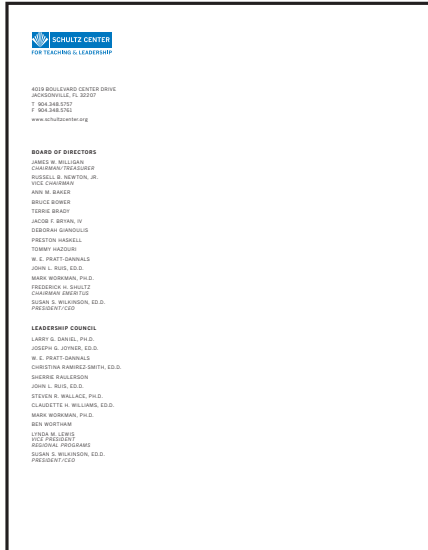 SCHULTZ CENTER
FOR TEACHING & LEADERSHIP
4019 BOULEVARD CENTER DRIVE
JACKSONVILLE, FL 32207
T 904.348.5757
F 904.348.5761
www.schultzcenter.org
BOARD OF DIRECTORS
JAMES W. MILLIGAN
CHAIRMAN/TREASURER
RUSSELL B. NEWTON, JR.
VICE CHAIRMAN
ANN M. BAKER
BRUCE BOWER
TERRIE BRADY
JACOB F. BRYAN, IV
DEBORAH GIANOULIS
PRESTON HASKELL
TOMMY HAZOURI
W. E. PRATT-DANNALS
JOHN L. RUIS, ED.D.
MARK WORKMAN, PH.D.
FREDERICK H. SHULTZ
CHAIRMAN EMERITUS
SUSAN S. WILKINSON, ED.D.
PRESIDENT/CEO
LEADERSHIP COUNCIL
LARRY G. DANIEL, PH.D.
JOSEPH G. JOYNER, ED.D.
W. E. PRATT-DANNALS
CHRISTINA RAMIREZ-SMITH, ED.D.
SHERRIE RAULERSON
JOHN L. RUIS, ED.D.
STEVEN R. WALLACE, PH.D.
CLAUDETTE H. WILLIAMS, ED.D.
MARK WORKMAN, PH.D.
BEN WORTHAM
LYNDA M. LEWIS
VICE PRESIDENT
REGIONAL PROGRAMS
SUSAN S. WILKINSON, ED.D.
PRESIDENT/CEO